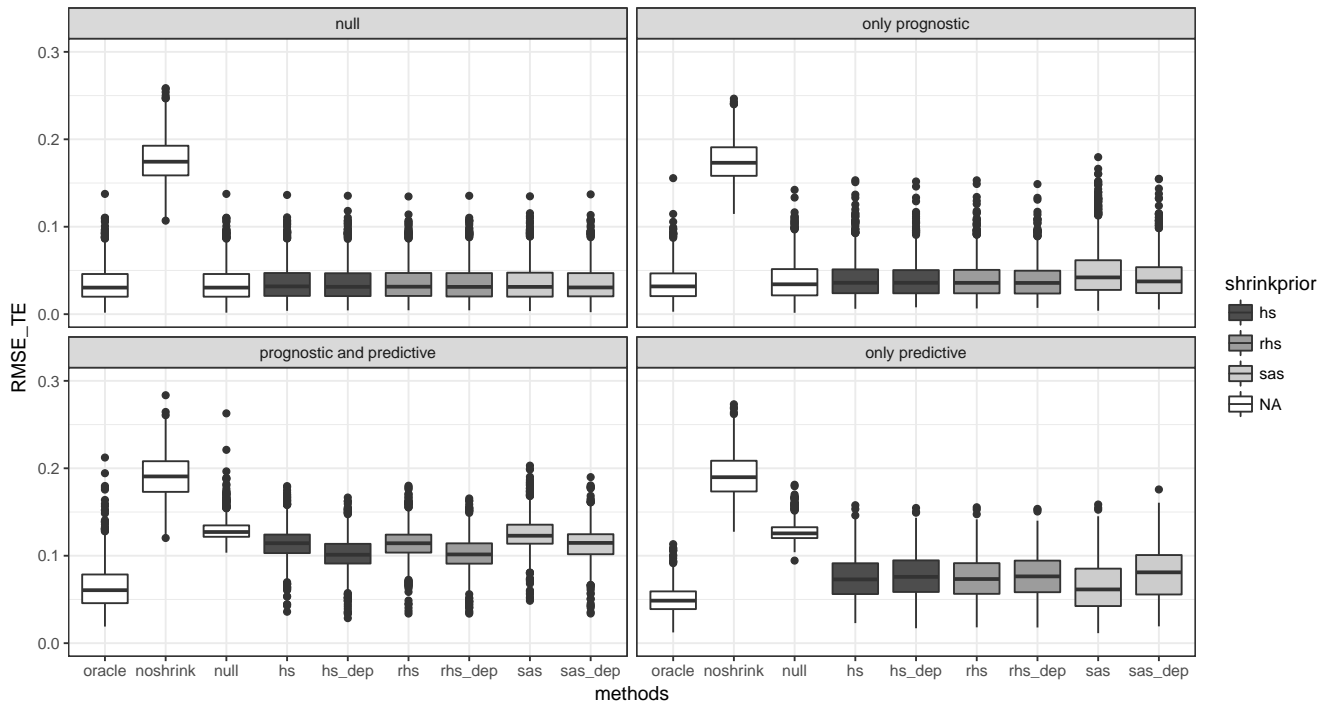 null
only prognostic
0.3
0.2
0.1
0.0
prognostic and predictive
only predictive
0.3
0.2
0.1
0.0
RMSE_TE
oracle noshrink null hs hs_dep rhs rhs_dep sas sas_dep
oracle noshrink null hs hs_dep rhs rhs_dep sas sas_dep
methods
shrinkprior
hs
rhs
sas
NA